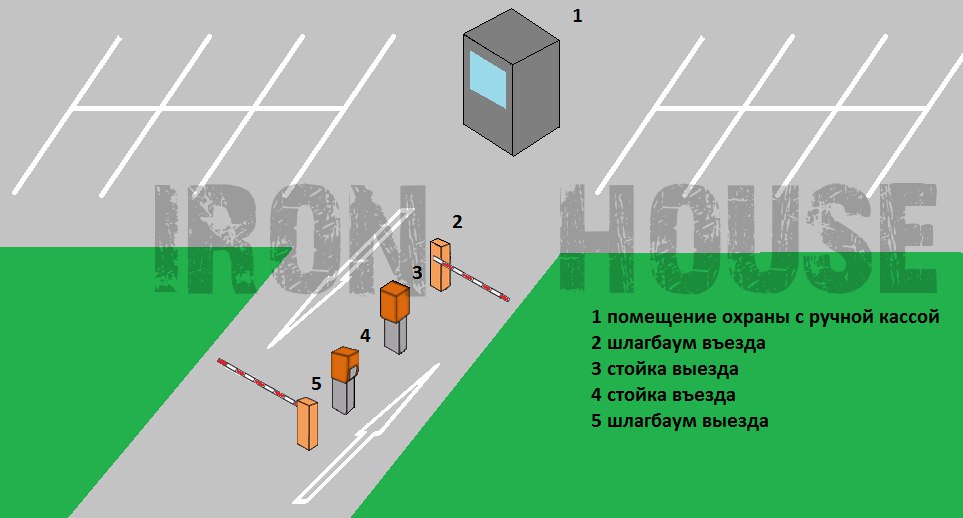 1
IRON HOUSE
2
3
4
5
1 помещение охраны с ручной кассой
2 шлагбаум въезда
3 стойка выезда
4 стойка въезда
5 шлагбаум выезда